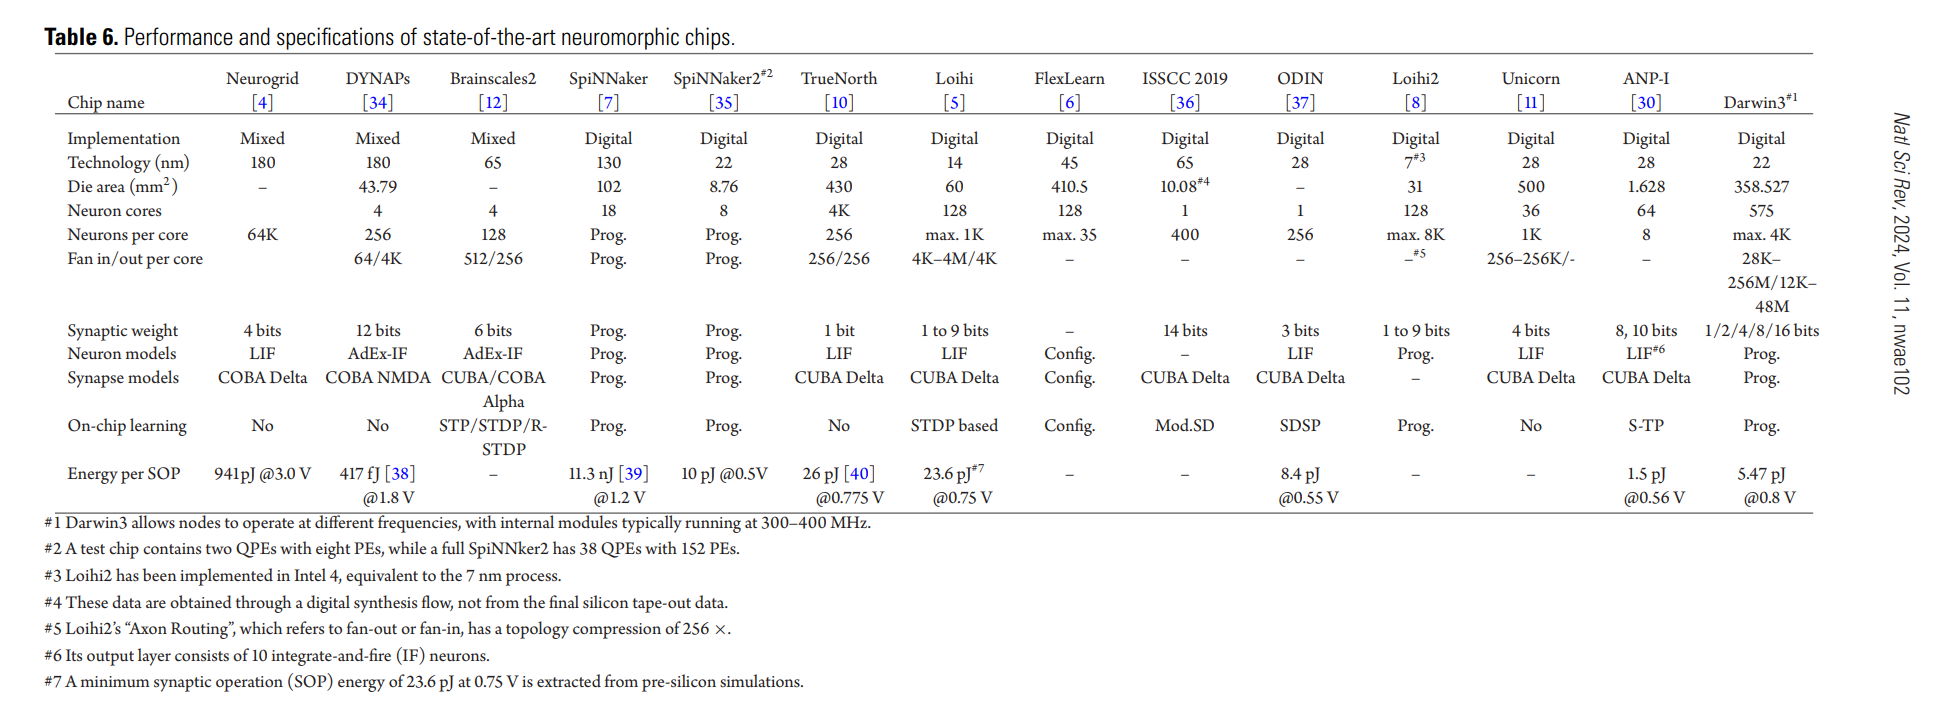 Table 6. Performance and specifications of state-of-the-art neuromorphic chips.
Neurogrid DYNAPs Brainscales2 SpiNNaker SpiNNaker2#2 TrueNorth Loihi FlexLearn ISSCC 2019 ODIN Loihi2 Unicorn ANP-I
Chip name [4] [34] [12] [7] [35] [10] [5] [6] [36] [37] [8] [11] [30] Darwin3#1
Implementation Mixed Mixed Mixed Digital Digital Digital Digital Digital Digital Digital Digital Digital Digital Digital
Technology (nm) 180 180 65 130 22 28 14 45 65 28 7#3 28 28 22
Die area (mm2) – 43.79 – 102 8.76 430 60 410.5 10.08#4 – 31 500 1.628 358.527
Neuron cores 4 4 18 8 4K 128 128 1 1 128 36 64 575
Neurons per core 64K 256 128 Prog. Prog. 256 max. 1K max. 35 400 256 max. 8K 1K 8 max. 4K
Fan in/out per core 64/4K 512/256 Prog. Prog. 256/256 4K–4M/4K – – – –#5 256–256K/- – 28K–
256M/12K–
48M
Synaptic weight 4 bits 12 bits 6 bits Prog. Prog. 1 bit 1 to 9 bits – 14 bits 3 bits 1 to 9 bits 4 bits 8, 10 bits 1/2/4/8/16 bits
Neuron models LIF AdEx-IF AdEx-IF Prog. Prog. LIF LIF Config. – LIF Prog. LIF LIF#6 Prog.
Synapse models COBA Delta COBA NMDA CUBA/COBA Prog. Prog. CUBA Delta CUBA Delta Config. CUBA Delta CUBA Delta – CUBA Delta CUBA Delta Prog.
Alpha
On-chip learning No No STP/STDP/R- Prog. Prog. No STDP based Config. Mod.SD SDSP Prog. No S-TP Prog.
STDP
Energy per SOP 941pJ @3.0 V 417 fJ [38] – 11.3 nJ [39] 10 pJ @0.5V 26 pJ [40] 23.6 pJ#7 – – 8.4 pJ – – 1.5 pJ 5.47 pJ
@1.8 V @1.2 V @0.775 V @0.75 V @0.55 V @0.56 V @0.8 V
#1 Darwin3 allows nodes to operate at different frequencies, with internal modules typically running at 300–400 MHz.
#2 A test chip contains two QPEs with eight PEs, while a full SpiNNker2 has 38 QPEs with 152 PEs.
#3 Loihi2 has been implemented in Intel 4, equivalent to the 7 nm process.
#4 These data are obtained through a digital synthesis flow, not from the final silicon tape-out data.
#5 Loihi2's "Axon Routing", which refers to fan-out or fan-in, has a topology compression of 256 ×.
#6 Its output layer consists of 10 integrate-and-fire (IF) neurons.
#7 A minimum synaptic operation (SOP) energy of 23.6 pJ at 0.75 V is extracted from pre-silicon simulations.
Natl Sci Rev, 2024, Vol. 11, nwae102